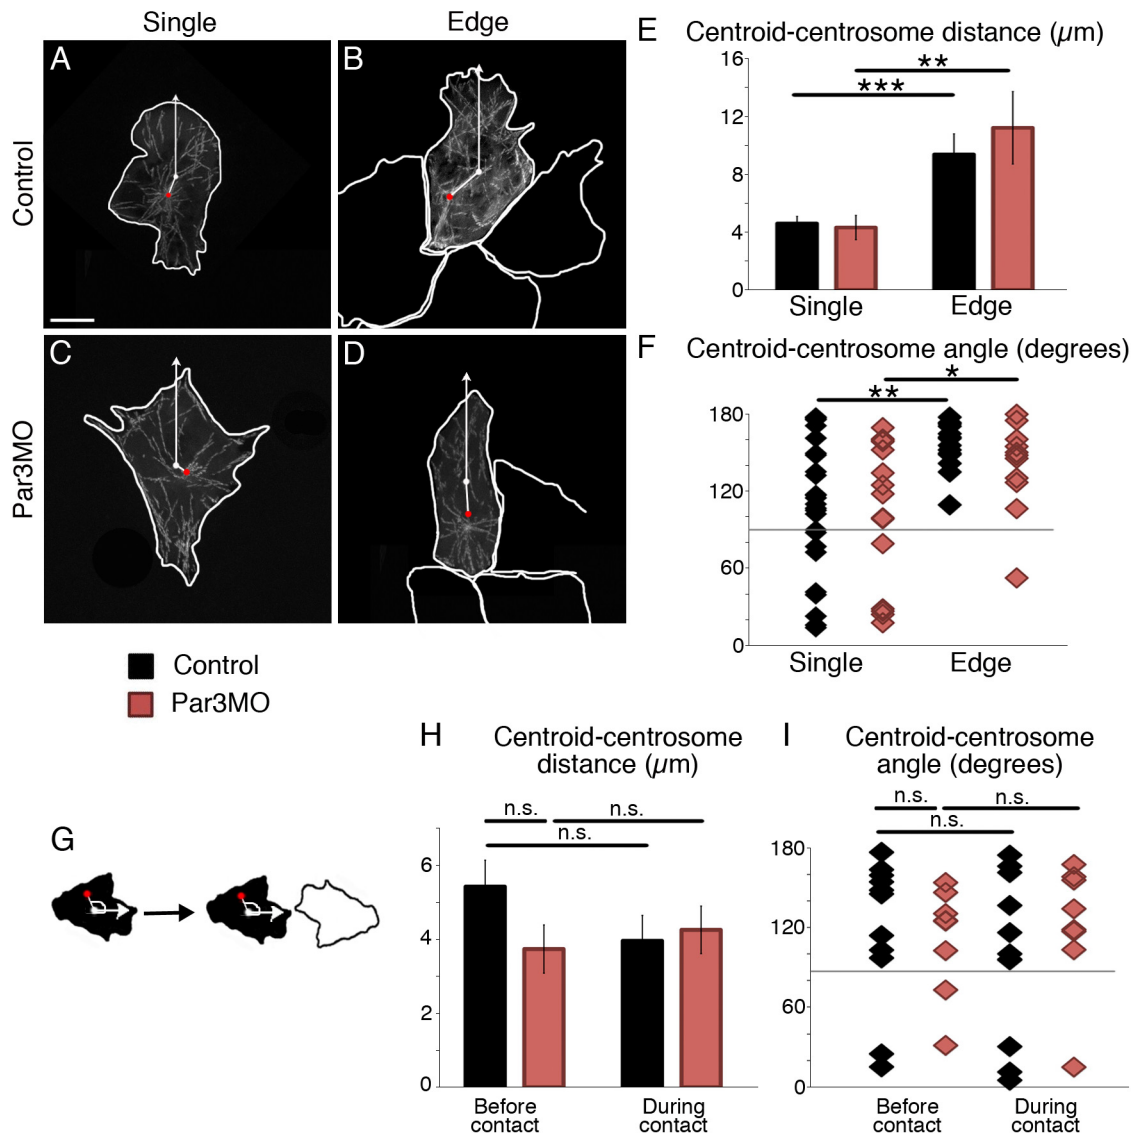 Single
Edge
Control
Par3MO
A
B
C
D
E
Centroid-centrosome distance (µm)
**
***
16
12
8
4
0
Single
Edge
F
Centroid-centrosome angle (degrees)
*
**
180
120
60
0
Single
Edge
Control
Par3MO
G
H
Centroid-centrosome
distance (µm)
n.s.
n.s.
n.s.
6
4
2
0
Before
contact
During
contact
I
Centroid-centrosome
angle (degrees)
n.s.
n.s.
n.s.
180
120
60
0
Before
contact
During
contact